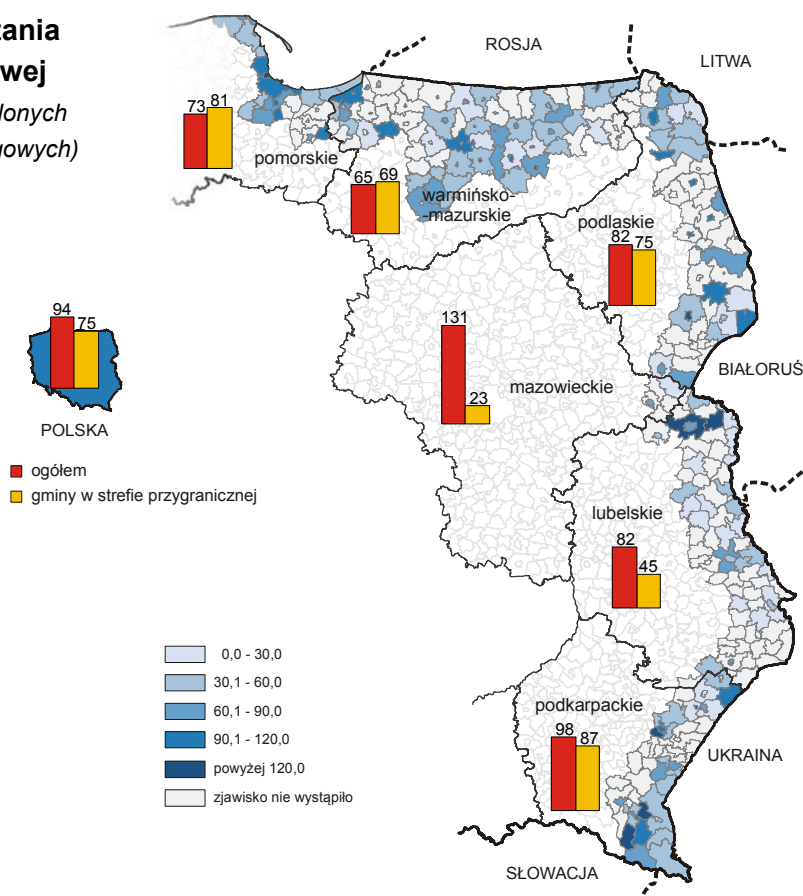 tania
wej
lonych
gowych)
ROSJA
LITWA
73 81
pomorskie
65 69
warmińsko-
-mazurskie
podlaskie
82 75
94
75
POLSKA
131
23
mazowieckie
BIAŁORUŚ
ogółem
gminy w strefie przygranicznej
lubelskie
82
45
0,0 - 30,0
30,1 - 60,0
60,1 - 90,0
90,1 - 120,0
powyżej 120,0
zjawisko nie wystąpiło
podkarpackie
98
87
UKRAINA
SŁOWACJA